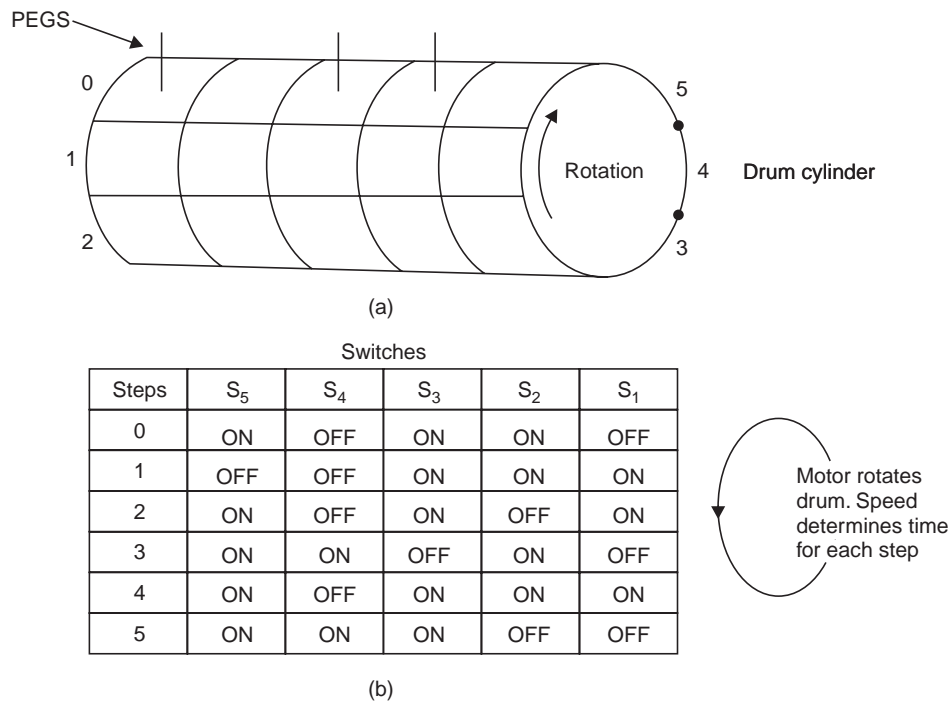 PEGS
0
5
1
Rotation
4
Drum cylinder
2
3
(a)
Switches
Steps S₅ S₄ S₃ S₂ S₁
0 ON OFF ON ON OFF
1 OFF OFF ON ON ON
2 ON OFF ON OFF ON
3 ON ON OFF ON OFF
4 ON OFF ON ON ON
5 ON ON ON OFF OFF
Motor rotates
drum. Speed
determines time
for each step
(b)